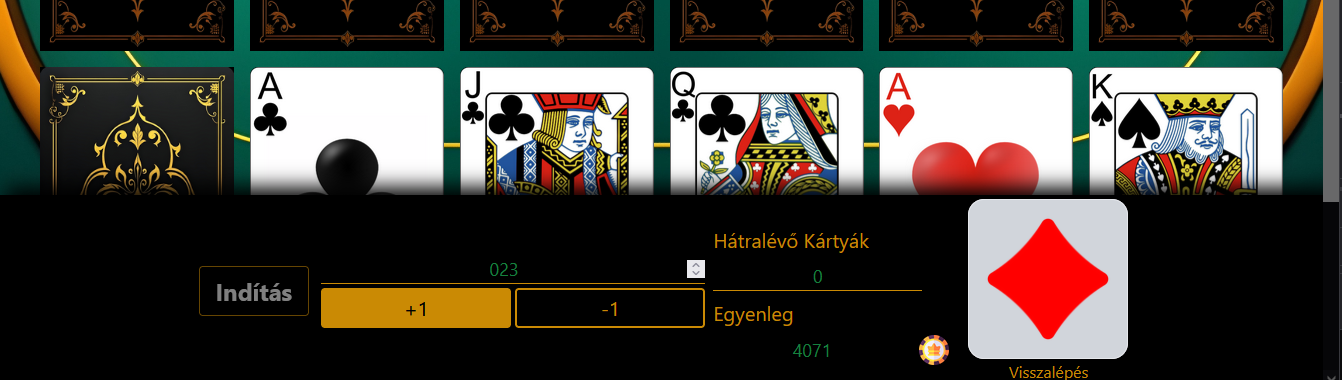 A J Q A K
Hátralévő Kártyák
023
0
Indítás
+1 -1
Egyenleg
4071
Visszalépés